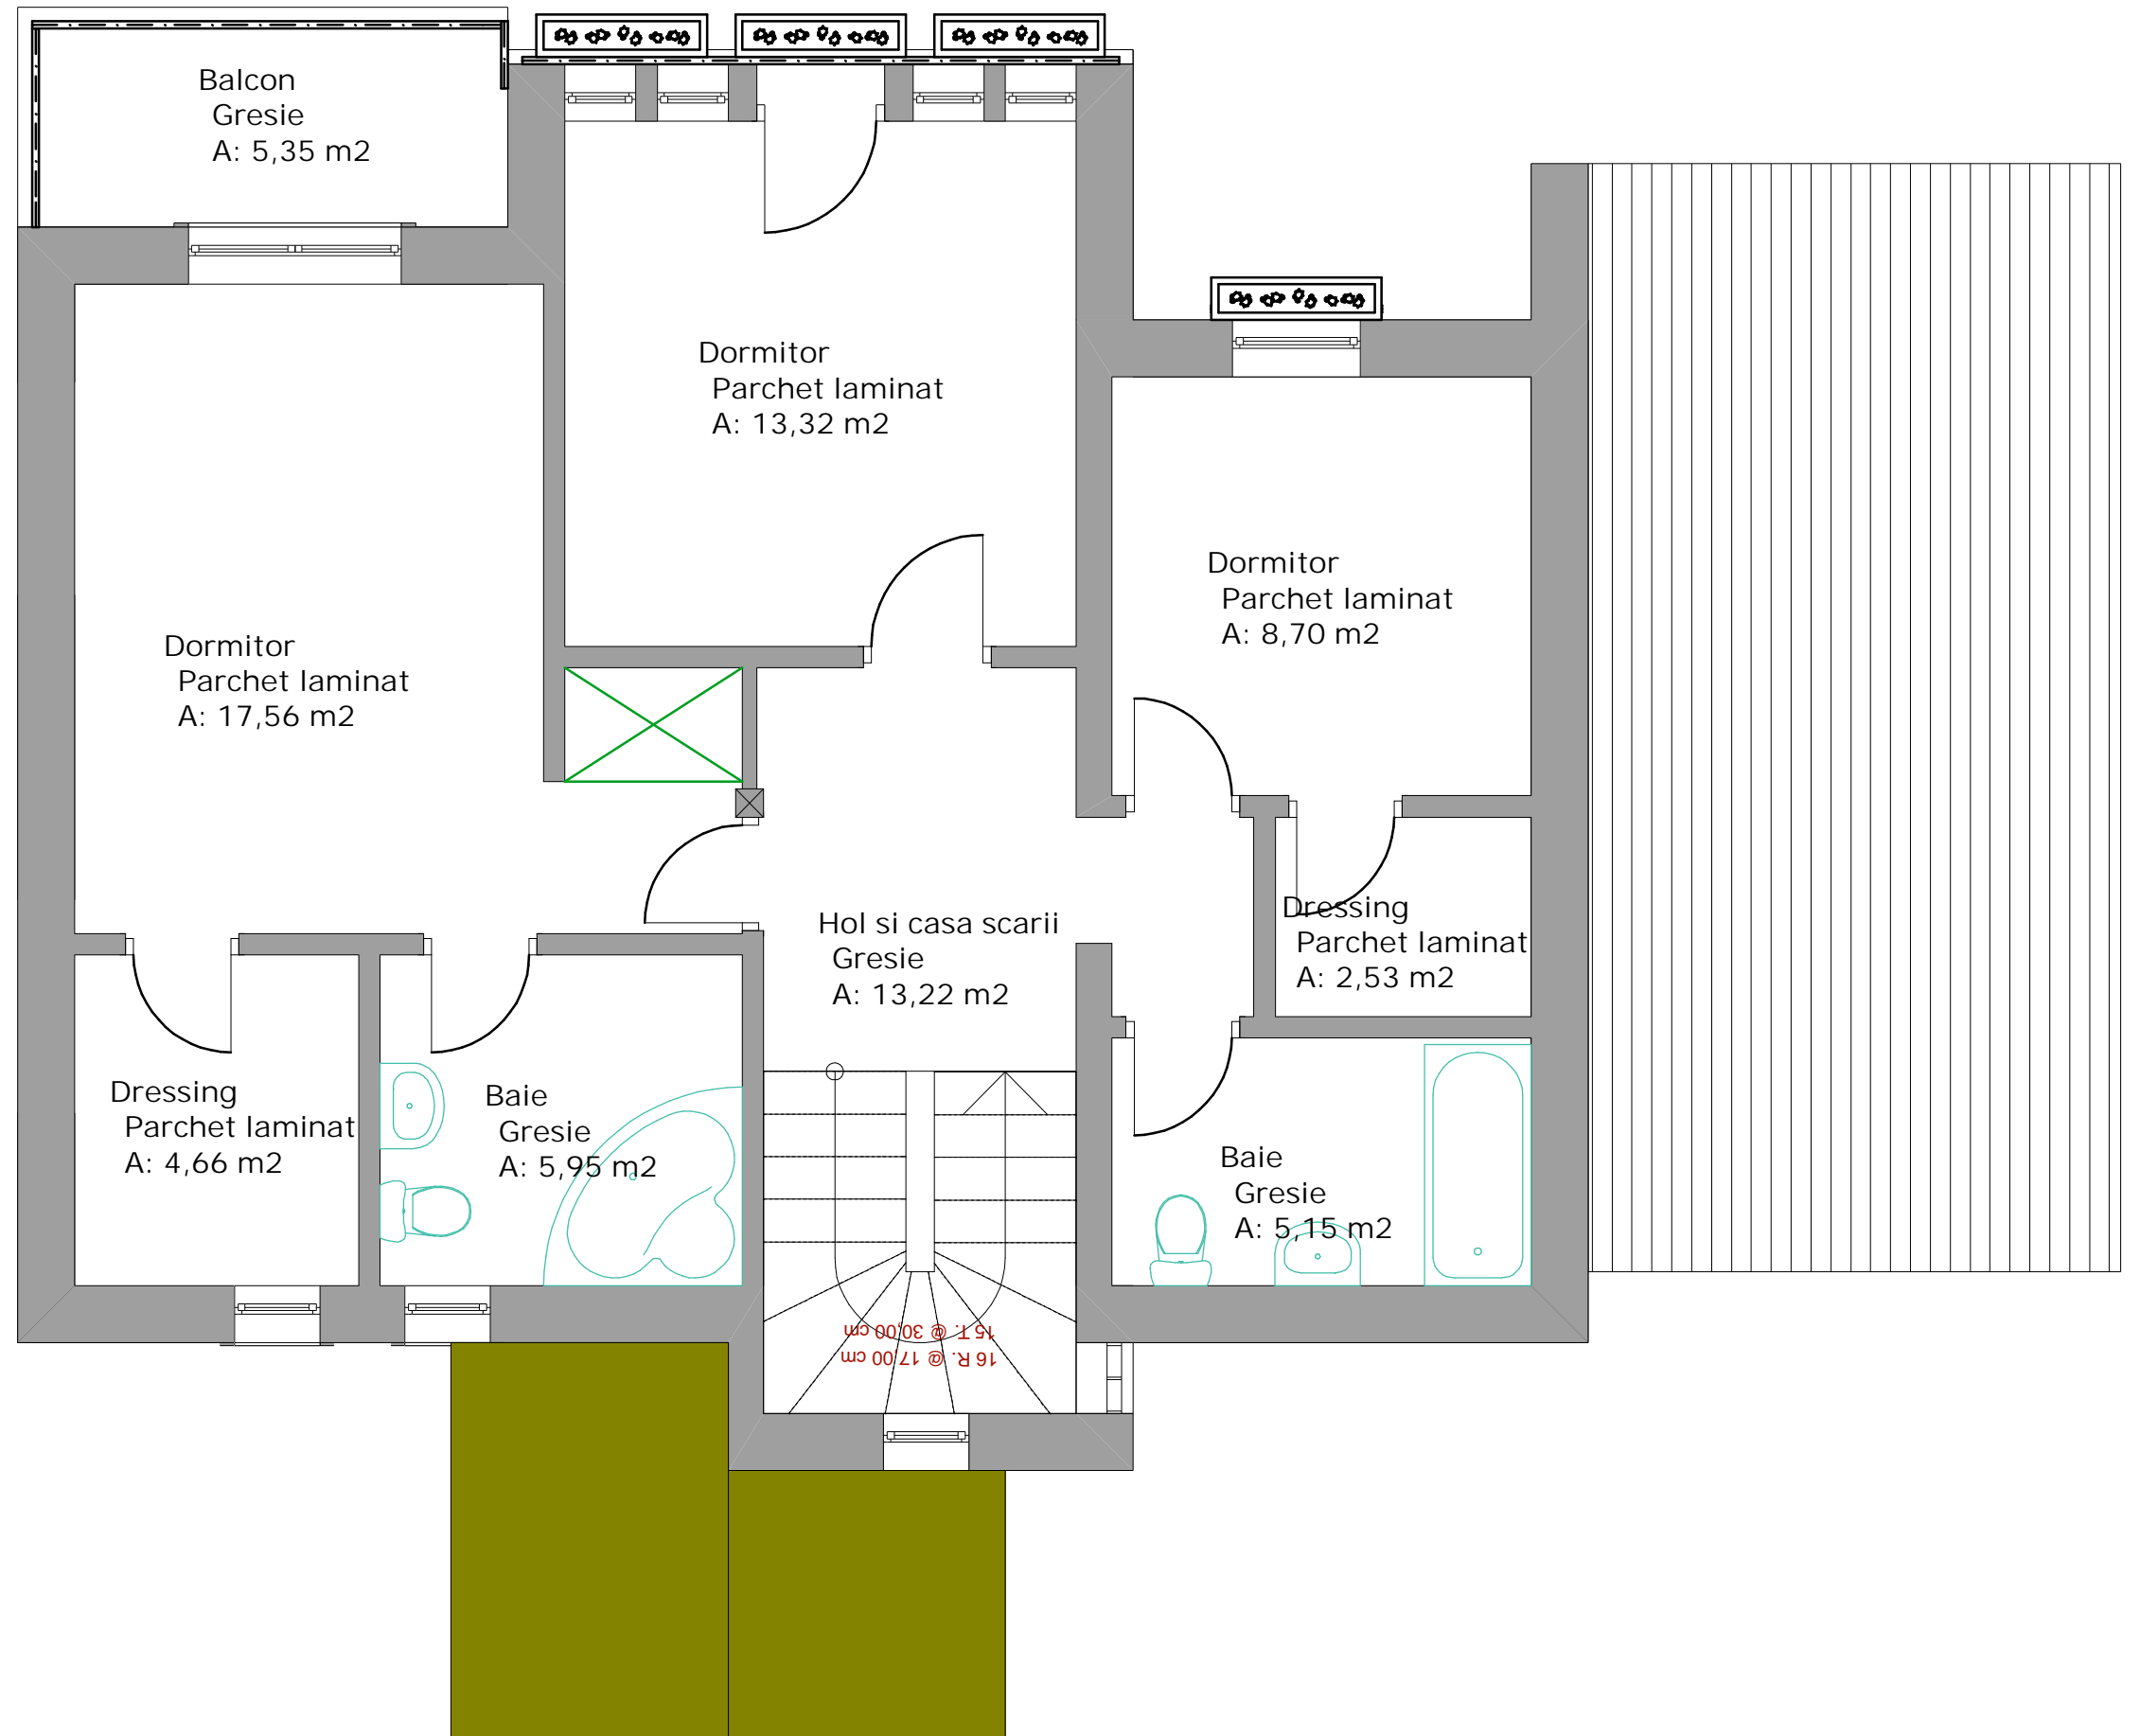 Balcon
Gresie
A: 5,35 m2
Dormitor
Parchet laminat
A: 13,32 m2
Dormitor
Parchet laminat
A: 8,70 m2
Dormitor
Parchet laminat
A: 17,56 m2
Hol si casa scarii
Gresie
A: 13,22 m2
Dressing
Parchet laminat
A: 2,53 m2
Dressing
Parchet laminat
A: 4,66 m2
Baie
Gresie
A: 5,95 m2
Baie
Gresie
A: 5,15 m2
16 R. @ 17,00 cm
15 T. @ 30,00 cm